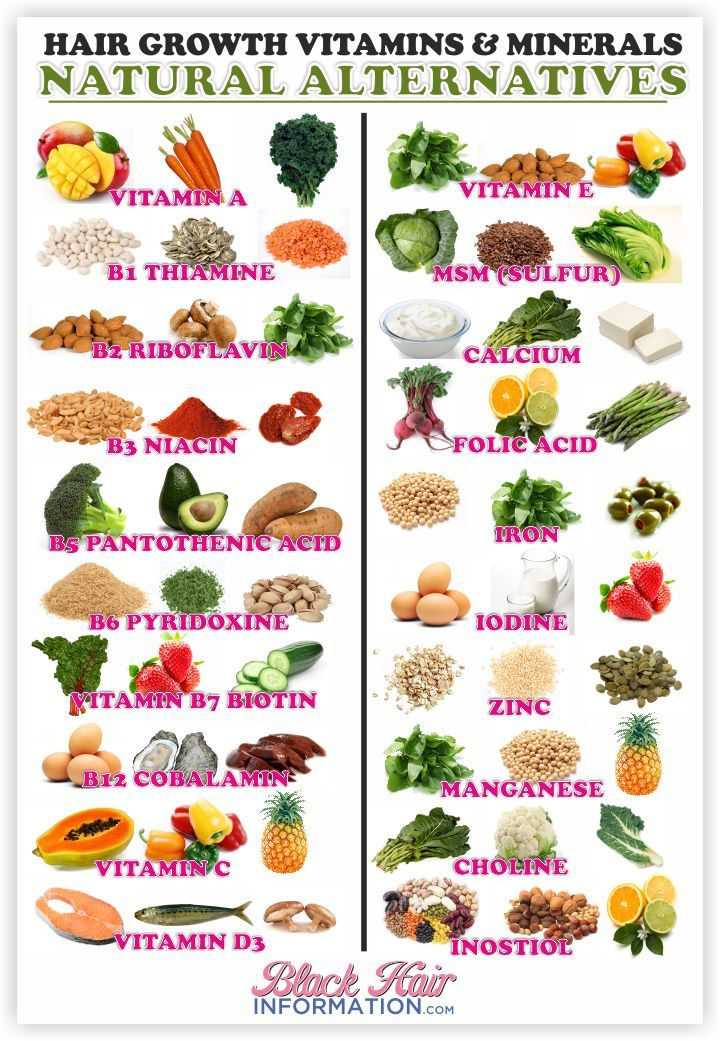 HAIR GROWTH VITAMINS & MINERALS
NATURAL ALTERNATIVES
VITAMIN A
B1 THIAMINE
B2 RIBOFLAVIN
B3 NIACIN
B5 PANTOTHENIC ACID
B6 PYRIDOXINE
VITAMIN B7 BIOTIN
B12 COBALAMIN
VITAMIN C
VITAMIN D3
VITAMIN E
MSM (SULFUR)
CALCIUM
FOLIC ACID
IRON
IODINE
ZINC
MANGANESE
CHOLINE
INOSTIOL
Black Hair
INFORMATION.COM